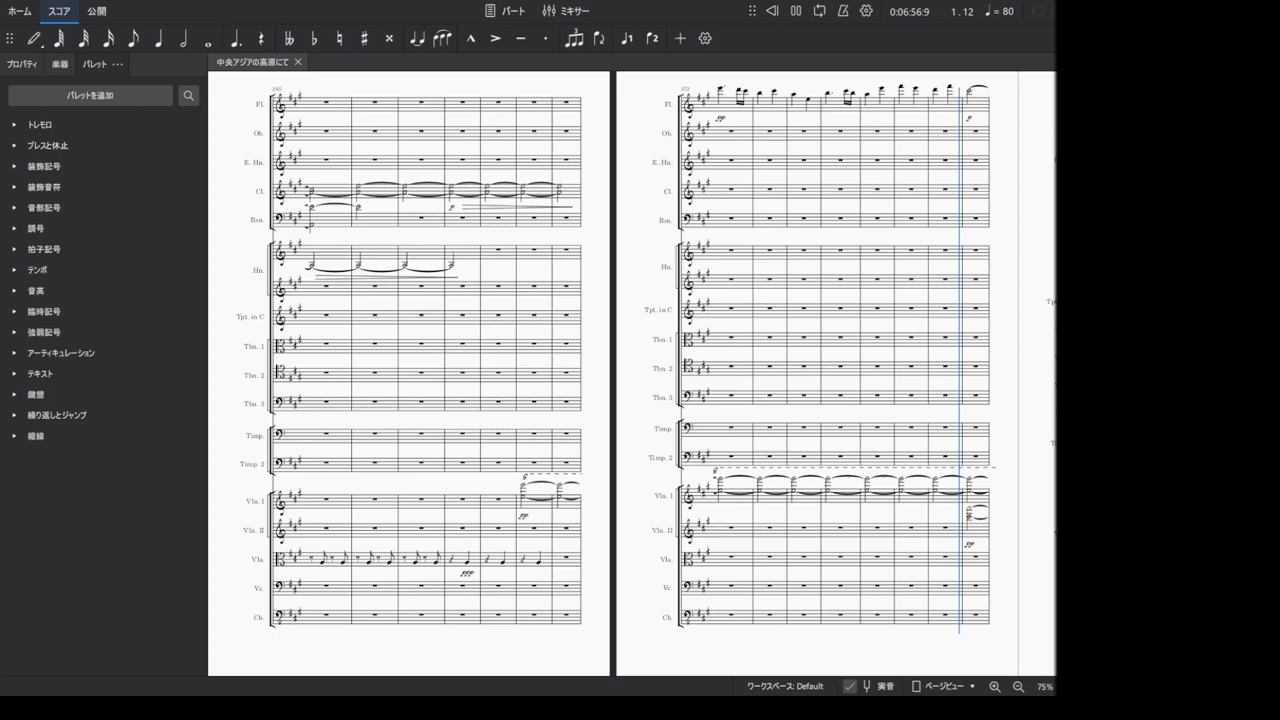 ホーム スコア 公開 パート ミキサー 0:06:56:9 1.12 ♩= 80
プロパティ 楽器 パレット ···
中央アジアの高原にて
パレットを追加
トレモロ
ブレスと休止
装飾記号
装飾音符
音部記号
調号
拍子記号
テンポ
音高
臨時記号
強弱記号
アーティキュレーション
テキスト
鍵盤
繰り返しとジャンプ
縦線
265
Fl.
Ob.
E. Hn.
Cl.
p
Bsn.
Hn.
Tpt. in C
Tbn. 1
Tbn. 2
Tbn. 3
Timp.
Timp. 2
8
Vln. I
pp
Vln. II
Vla.
ppp
Vc.
Cb.
272
Fl.
pp p
Ob.
E. Hn.
Cl.
Bsn.
Hn.
Tpt. in C
Tbn. 1
Tbn. 2
Tbn. 3
Timp.
Timp. 2
8
Vln. I
Vln. II
pp
Vla.
Vc.
Cb.
ワークスペース: Default 実音 ページビュー 75%